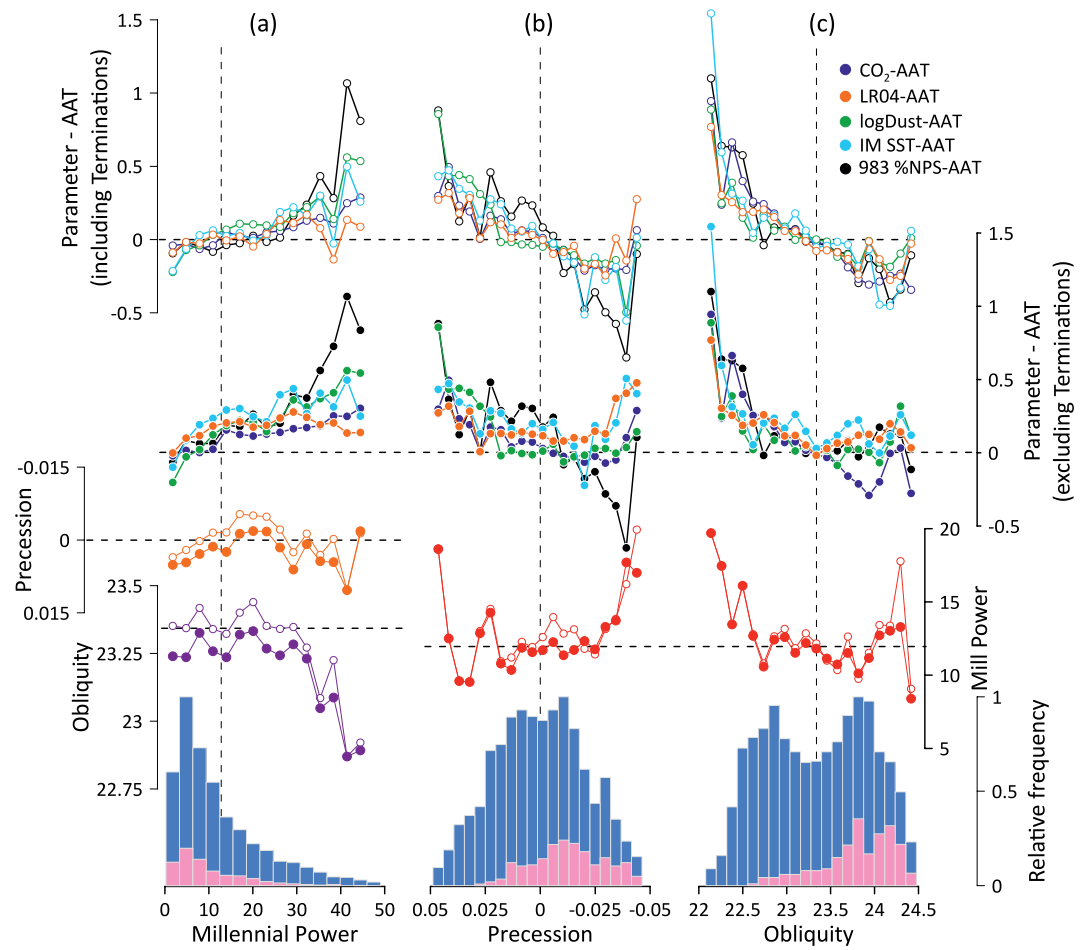 (a)
(b)
(c)
1.5
1
0.5
0
-0.5
Parameter - AAT
(including Terminations)
CO2-AAT
LR04-AAT
logDust-AAT
IM SST-AAT
983 %NPS-AAT
1.5
1
0.5
0
-0.5
Parameter - AAT
(excluding Terminations)
-0.015
0
0.015
Precession
23.5
23.25
23
22.75
Obliquity
20
15
10
5
Mill Power
1
0.5
0
Relative frequency
0 10 20 30 40 50
Millennial Power
0.05 0.025 0 -0.025 -0.05
Precession
22 22.5 23 23.5 24 24.5
Obliquity